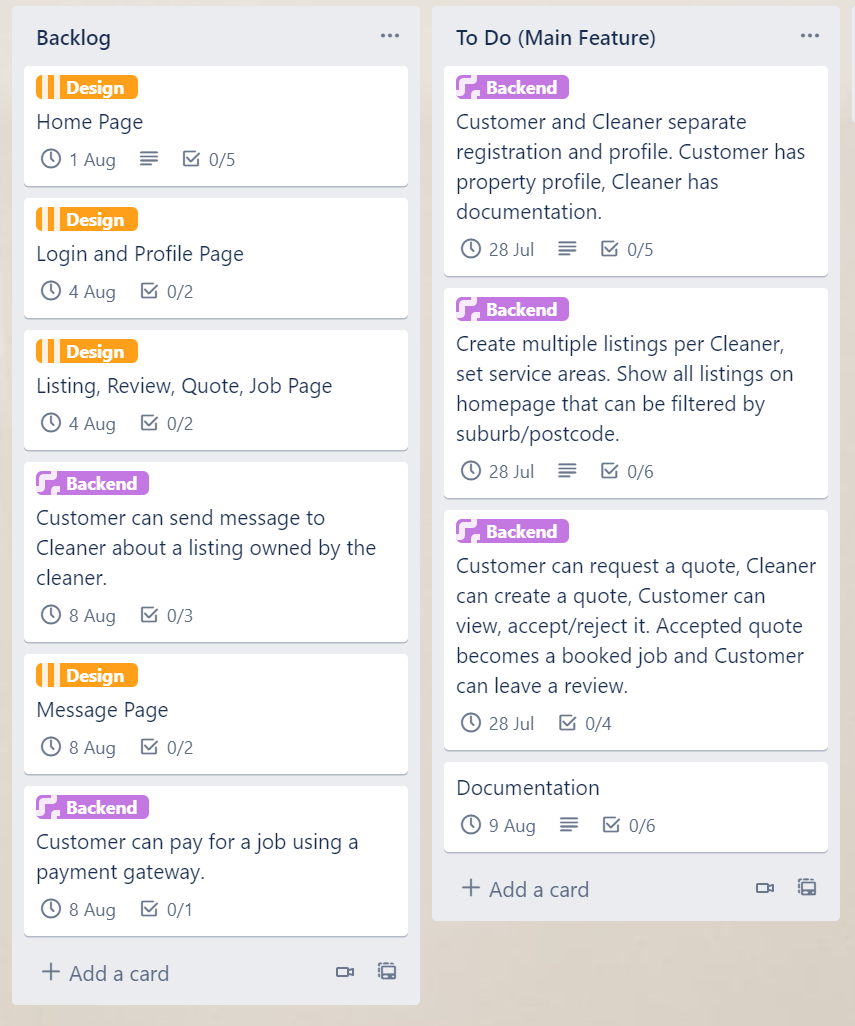 Backlog
Design
Home Page
1 Aug 0/5
Design
Login and Profile Page
4 Aug 0/2
Design
Listing, Review, Quote, Job Page
4 Aug 0/2
Backend
Customer can send message to
Cleaner about a listing owned by the
cleaner.
8 Aug 0/3
Design
Message Page
8 Aug 0/2
Backend
Customer can pay for a job using a
payment gateway.
8 Aug 0/1
+ Add a card
To Do (Main Feature)
Backend
Customer and Cleaner separate
registration and profile. Customer has
property profile, Cleaner has
documentation.
28 Jul 0/5
Backend
Create multiple listings per Cleaner,
set service areas. Show all listings on
homepage that can be filtered by
suburb/postcode.
28 Jul 0/6
Backend
Customer can request a quote, Cleaner
can create a quote, Customer can
view, accept/reject it. Accepted quote
becomes a booked job and Customer
can leave a review.
28 Jul 0/4
Documentation
9 Aug 0/6
+ Add a card